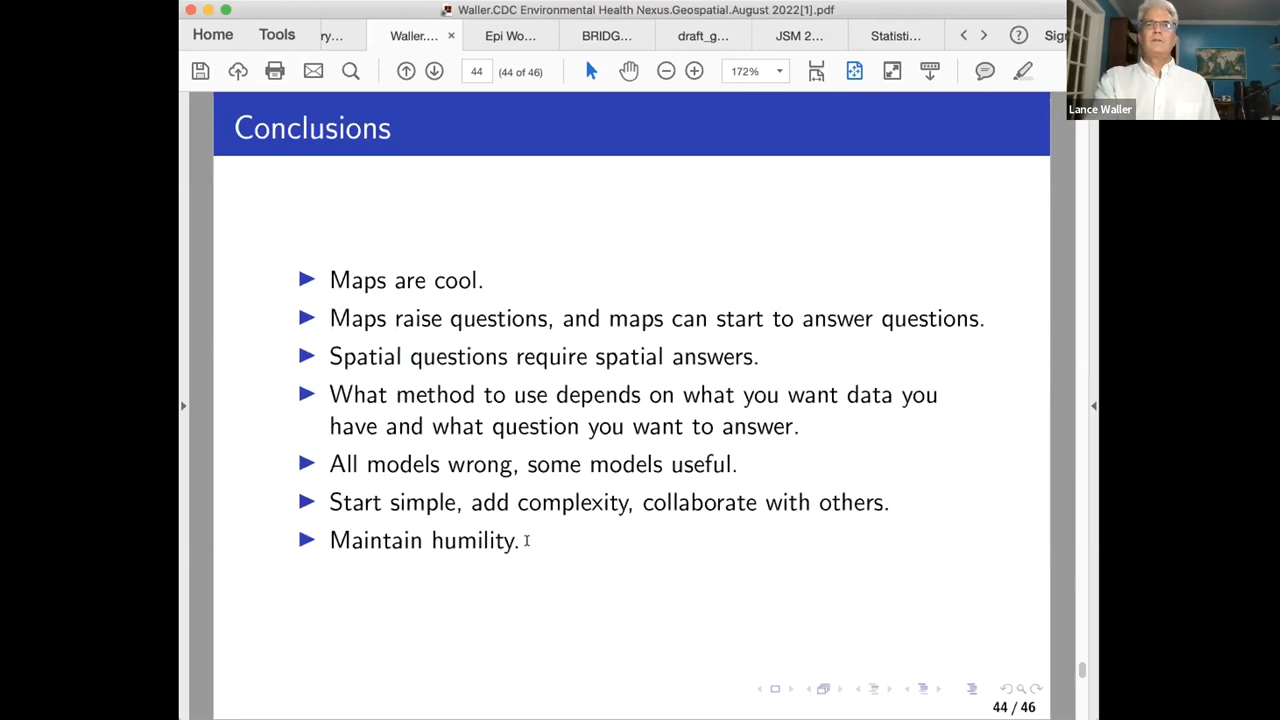 Waller.CDC Environmental Health Nexus.Geospatial.August 2022[1].pdf
Home Tools ry... Waller.... × Epi Wo... BRIDG... draft_g... JSM 2... Statisti... Sign
44 (44 of 46) 172%
Lance Waller
Conclusions
Maps are cool.
Maps raise questions, and maps can start to answer questions.
Spatial questions require spatial answers.
What method to use depends on what you want data you
have and what question you want to answer.
All models wrong, some models useful.
Start simple, add complexity, collaborate with others.
Maintain humility.
44 / 46